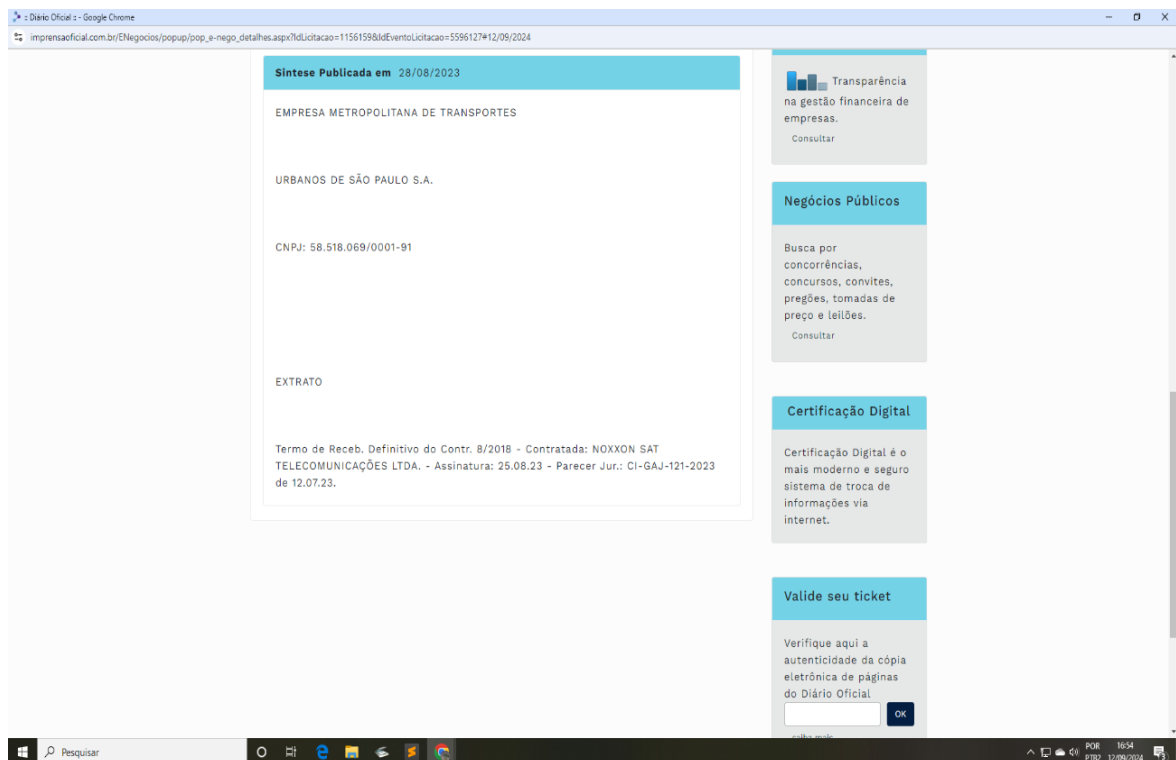 :: Diário Oficial :: - Google Chrome
imprensaoficial.com.br/ENegocios/popup/pop_e-nego_detalhes.aspx?IdLicitacao=1156159&IdEventoLicitacao=5596127#12/09/2024
Sintese Publicada em 28/08/2023
EMPRESA METROPOLITANA DE TRANSPORTES
URBANOS DE SÃO PAULO S.A.
CNPJ: 58.518.069/0001-91
EXTRATO
Termo de Receb. Definitivo do Contr. 8/2018 - Contratada: NOXXON SAT
TELECOMUNICAÇÕES LTDA. - Assinatura: 25.08.23 - Parecer Jur.: CI-GAJ-121-2023
de 12.07.23.
Transparência
na gestão financeira de
empresas.
Consultar
Negócios Públicos
Busca por
concorrências,
concursos, convites,
pregões, tomadas de
preço e leilões.
Consultar
Certificação Digital
Certificação Digital é o
mais moderno e seguro
sistema de troca de
informações via
internet.
Valide seu ticket
Verifique aqui a
autenticidade da cópia
eletrônica de páginas
do Diário Oficial
OK
saiba mais
Pesquisar
POR
PTB2
16:54
12/09/2024